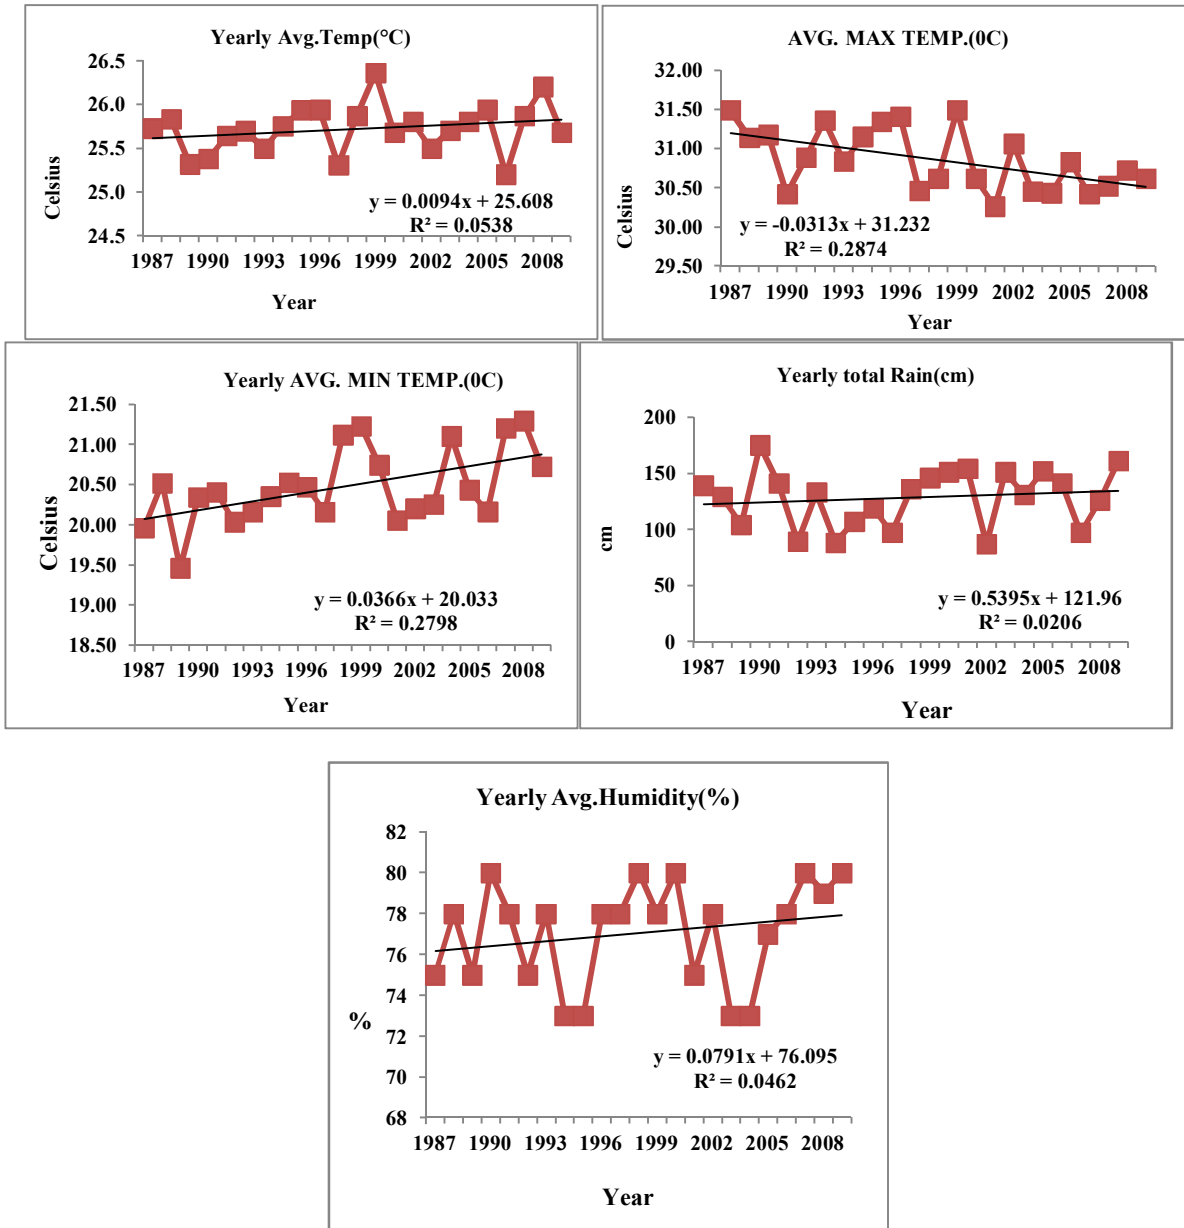 Yearly Avg.Temp(°C)
26.5
26.0
25.5
25.0
24.5
Celsius
y = 0.0094x + 25.608
R² = 0.0538
1987 1990 1993 1996 1999 2002 2005 2008
Year
AVG. MAX TEMP.(0C)
32.00
31.50
31.00
30.50
30.00
29.50
Celsius
y = -0.0313x + 31.232
R² = 0.2874
1987 1990 1993 1996 1999 2002 2005 2008
Year
Yearly AVG. MIN TEMP.(0C)
21.50
21.00
20.50
20.00
19.50
19.00
18.50
Celsius
y = 0.0366x + 20.033
R² = 0.2798
1987 1990 1993 1996 1999 2002 2005 2008
Year
Yearly total Rain(cm)
200
150
100
50
0
cm
y = 0.5395x + 121.96
R² = 0.0206
1987 1990 1993 1996 1999 2002 2005 2008
Year
Yearly Avg.Humidity(%)
82
80
78
76
74
72
70
68
%
y = 0.0791x + 76.095
R² = 0.0462
1987 1990 1993 1996 1999 2002 2005 2008
Year